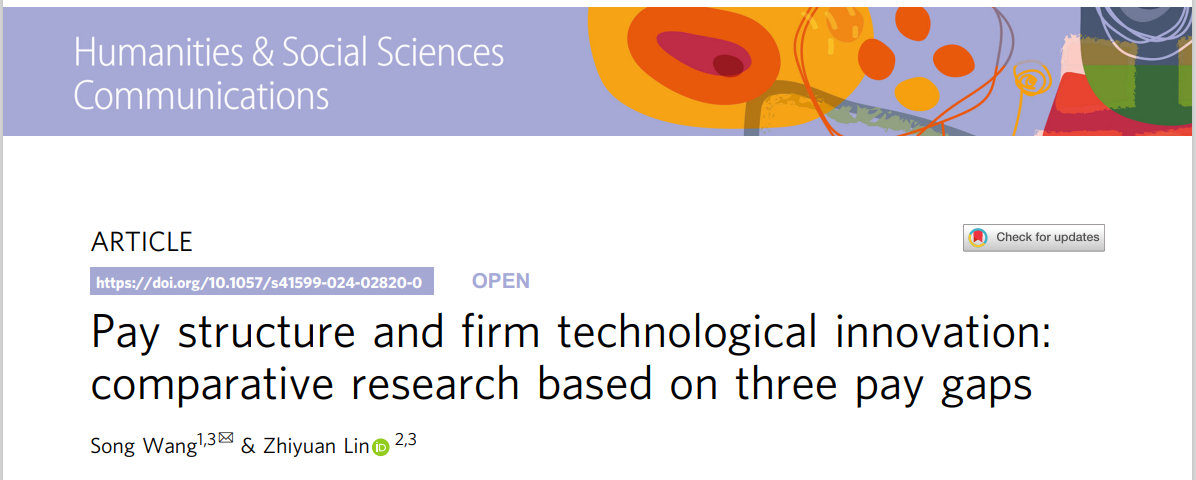 Humanities & Social Sciences
Communications
ARTICLE
Check for updates
https://doi.org/10.1057/s41599-024-02820-0
OPEN
Pay structure and firm technological innovation:
comparative research based on three pay gaps
Song Wang1,3✉ & Zhiyuan Lin iD 2,3